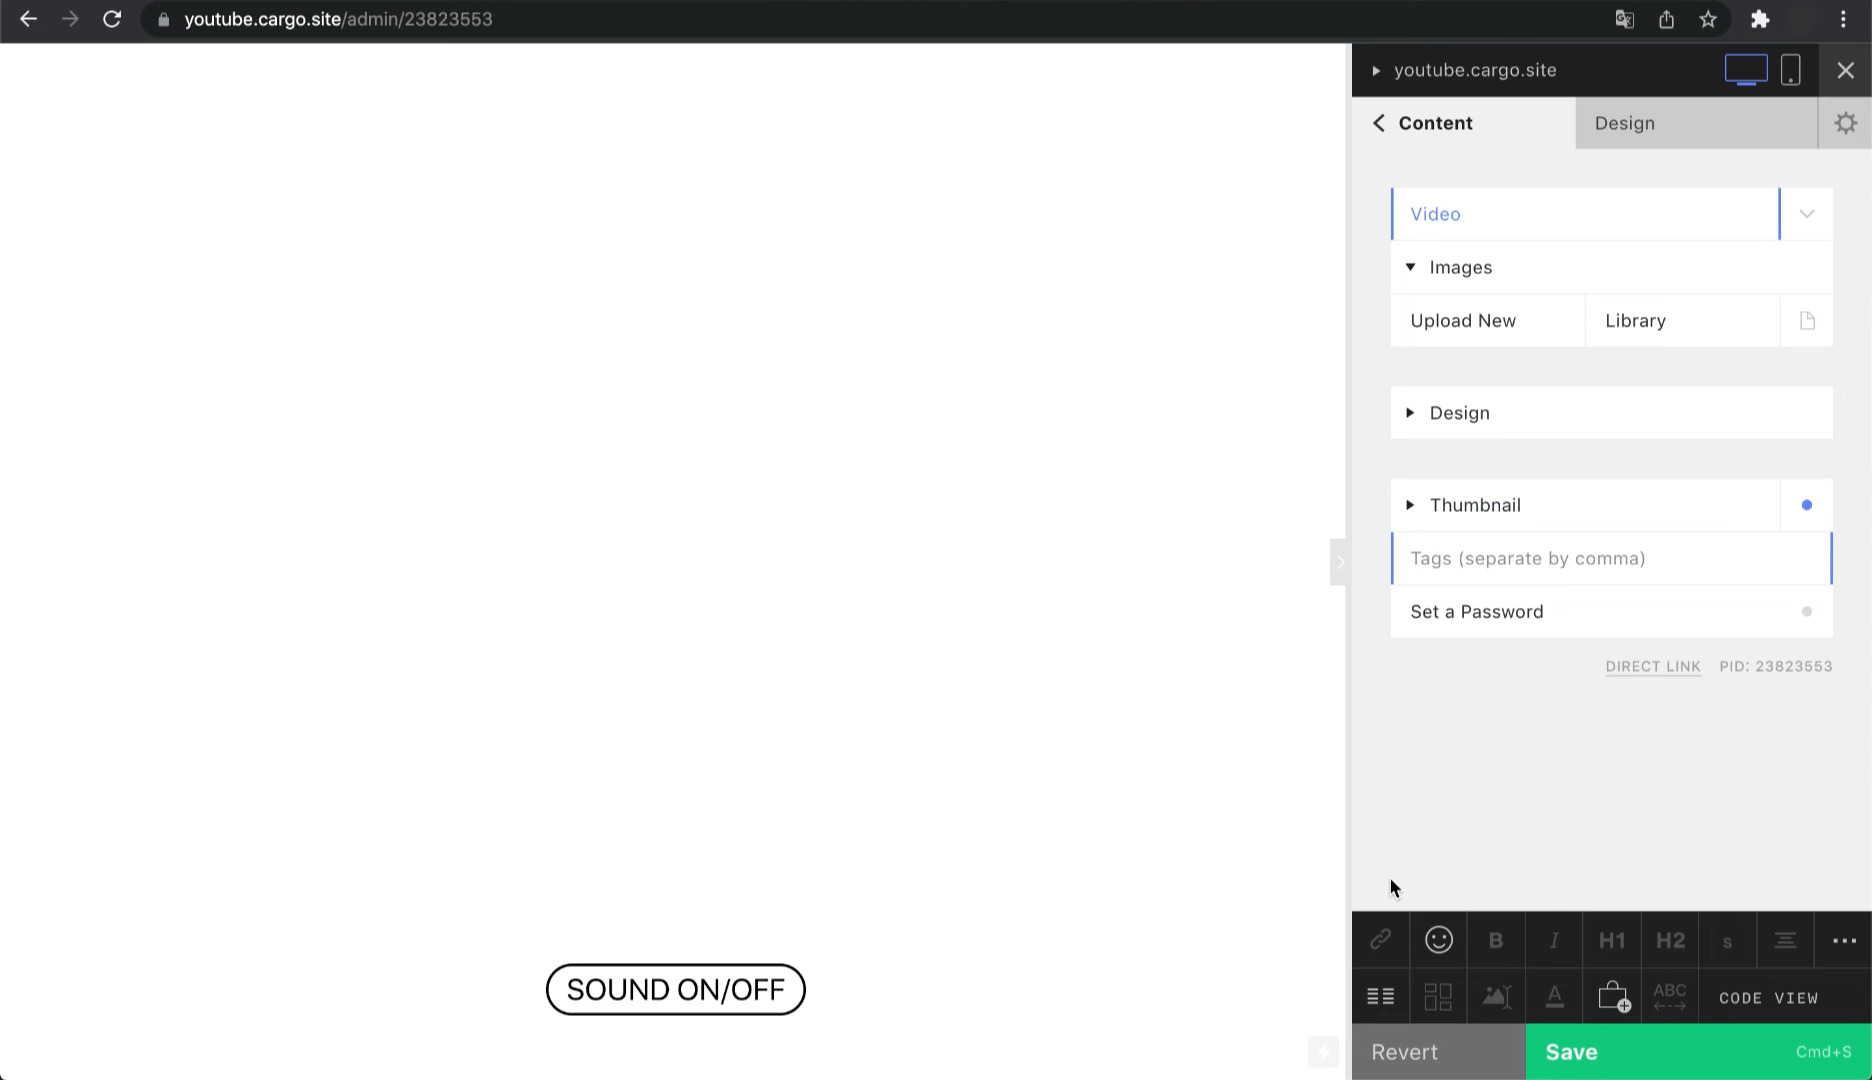 youtube.cargo.site/admin/23823553
youtube.cargo.site
Content
Design
Video
Images
Upload New
Library
Design
Thumbnail
Tags (separate by comma)
Set a Password
DIRECT LINK
PID: 23823553
SOUND ON/OFF
B
I
H1
H2
s
A
ABC
CODE VIEW
Revert
Save
Cmd+S